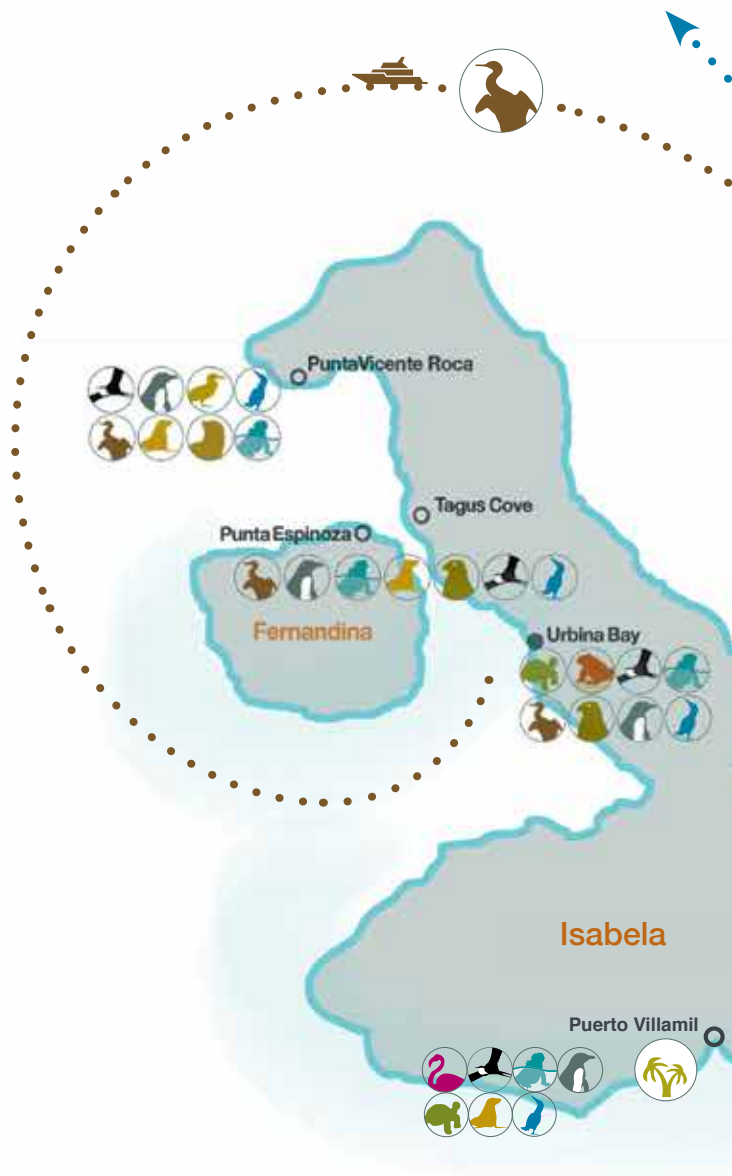 PuntaVicente Roca
Tagus Cove
Punta Espinoza
Fernandina
Urbina Bay
Isabela
Puerto Villamil